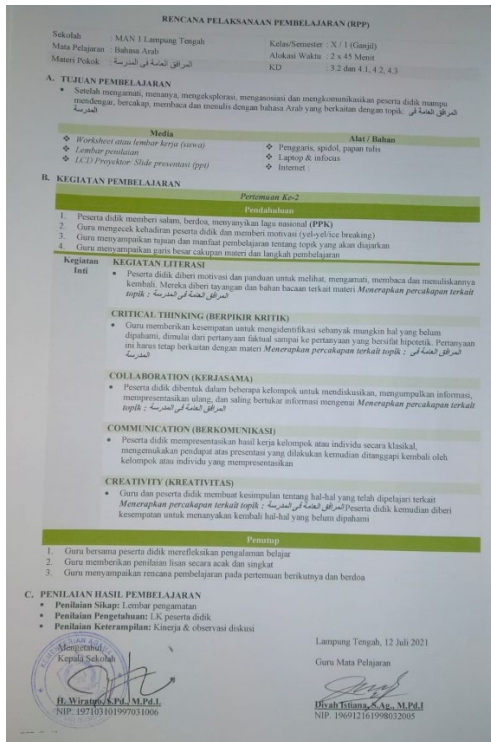 RENCANA PELAKSANAAN PEMBELAJARAN (RPP)
Sekolah : MAN 1 Lampung Tengah Kelas/Semester : X / 1 (Ganjil)
Mata Pelajaran : Bahasa Arab Alokasi Waktu : 2 x 45 Menit
Materi Pokok : المرافق العامة في المدرسة KD : 3.2 dan 4.1, 4.2, 4.3
A. TUJUAN PEMBELAJARAN
• Setelah mengamati, menanya, mengeksplorasi, mengasosiasi dan mengkomunikasikan peserta didik mampu
mendengar, bercakap, membaca dan menulis dengan bahasa Arab yang berkaitan dengan topik: المرافق العامة في
المدرسة
Media Alat / Bahan
❖ Worksheet atau lembar kerja (siswa) ❖ Penggaris, spidol, papan tulis
❖ Lembar penilaian ❖ Laptop & infocus
❖ LCD Proyektor/ Slide presentasi (ppt) ❖ Internet :
B. KEGIATAN PEMBELAJARAN
Pertemuan Ke-2
Pendahuluan
1. Peserta didik memberi salam, berdoa, menyanyikan lagu nasional (PPK)
2. Guru mengecek kehadiran peserta didik dan memberi motivasi (yel-yel/ice breaking)
3. Guru menyampaikan tujuan dan manfaat pembelajaran tentang topik yang akan diajarkan
4. Guru menyampaikan garis besar cakupan materi dan langkah pembelajaran
Kegiatan Inti
KEGIATAN LITERASI
• Peserta didik diberi motivasi dan panduan untuk melihat, mengamati, membaca dan menuliskannya
kembali. Mereka diberi tayangan dan bahan bacaan terkait materi Menerapkan percakapan terkait
topik : المرافق العامة في المدرسة
CRITICAL THINKING (BERPIKIR KRITIK)
• Guru memberikan kesempatan untuk mengidentifikasi sebanyak mungkin hal yang belum
dipahami, dimulai dari pertanyaan faktual sampai ke pertanyaan yang bersifat hipotetik. Pertanyaan
ini harus tetap berkaitan dengan materi Menerapkan percakapan terkait topik : المرافق العامة في
المدرسة
COLLABORATION (KERJASAMA)
• Peserta didik dibentuk dalam beberapa kelompok untuk mendiskusikan, mengumpulkan informasi,
mempresentasikan ulang, dan saling bertukar informasi mengenai Menerapkan percakapan terkait
topik : المرافق العامة في المدرسة
COMMUNICATION (BERKOMUNIKASI)
• Peserta didik mempresentasikan hasil kerja kelompok atau individu secara klasikal,
mengemukakan pendapat atas presentasi yang dilakukan kemudian ditanggapi kembali oleh
kelompok atau individu yang mempresentasikan
CREATIVITY (KREATIVITAS)
• Guru dan peserta didik membuat kesimpulan tentang hal-hal yang telah dipelajari terkait
Menerapkan percakapan terkait topik : المرافق العامة في المدرسة Peserta didik kemudian diberi
kesempatan untuk menanyakan kembali hal-hal yang belum dipahami
Penutup
1. Guru bersama peserta didik merefleksikan pengalaman belajar
2. Guru memberikan penilaian lisan secara acak dan singkat
3. Guru menyampaikan rencana pembelajaran pada pertemuan berikutnya dan berdoa
C. PENILAIAN HASIL PEMBELAJARAN
• Penilaian Sikap: Lembar pengamatan
• Penilaian Pengetahuan: LK peserta didik
• Penilaian Keterampilan: Kinerja & observasi diskusi
Lampung Tengah, 12 Juli 2021
Mengetahui
Kepala Sekolah Guru Mata Pelajaran
H. Wiratno, S.Pd., M.Pd.I. Diyah Istiana, S.Ag., M.Pd.I
NIP. 197103101997031006 NIP. 196912161998032005